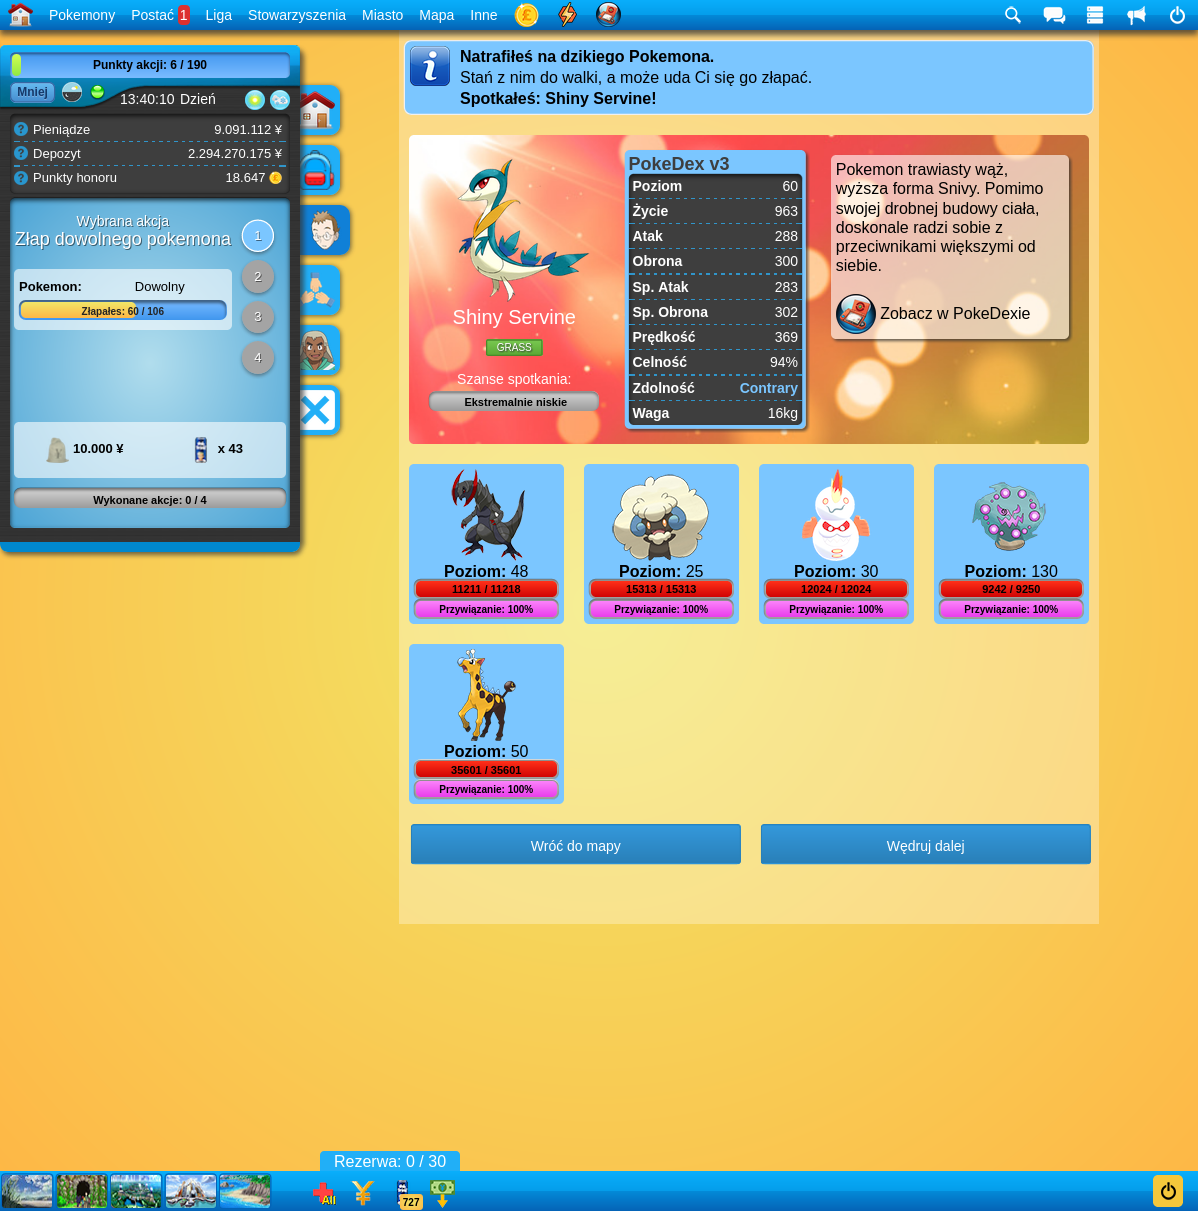 Pokemony Postać 1 Liga Stowarzyszenia Miasto Mapa Inne
Punkty akcji: 6 / 190
Mniej
13:40:10 Dzień
Pieniądze 9.091.112 ¥
Depozyt 2.294.270.175 ¥
Punkty honoru 18.647
Wybrana akcja
Złap dowolnego pokemona
1
2
3
4
Pokemon: Dowolny
Złapałeś: 60 / 106
10.000 ¥
x 43
Wykonane akcje: 0 / 4
Natrafiłeś na dzikiego Pokemona.
Stań z nim do walki, a może uda Ci się go złapać.
Spotkałeś: Shiny Servine!
Shiny Servine
GRASS
Szanse spotkania:
Ekstremalnie niskie
PokeDex v3
Poziom 60
Życie 963
Atak 288
Obrona 300
Sp. Atak 283
Sp. Obrona 302
Prędkość 369
Celność 94%
Zdolność Contrary
Waga 16kg
Pokemon trawiasty wąż,
wyższa forma Snivy. Pomimo
swojej drobnej budowy ciała,
doskonale radzi sobie z
przeciwnikami większymi od
siebie.
Zobacz w PokeDexie
Poziom: 48
11211 / 11218
Przywiązanie: 100%
Poziom: 25
15313 / 15313
Przywiązanie: 100%
Poziom: 30
12024 / 12024
Przywiązanie: 100%
Poziom: 130
9242 / 9250
Przywiązanie: 100%
Poziom: 50
35601 / 35601
Przywiązanie: 100%
Wróć do mapy
Wędruj dalej
Rezerwa: 0 / 30
All
727